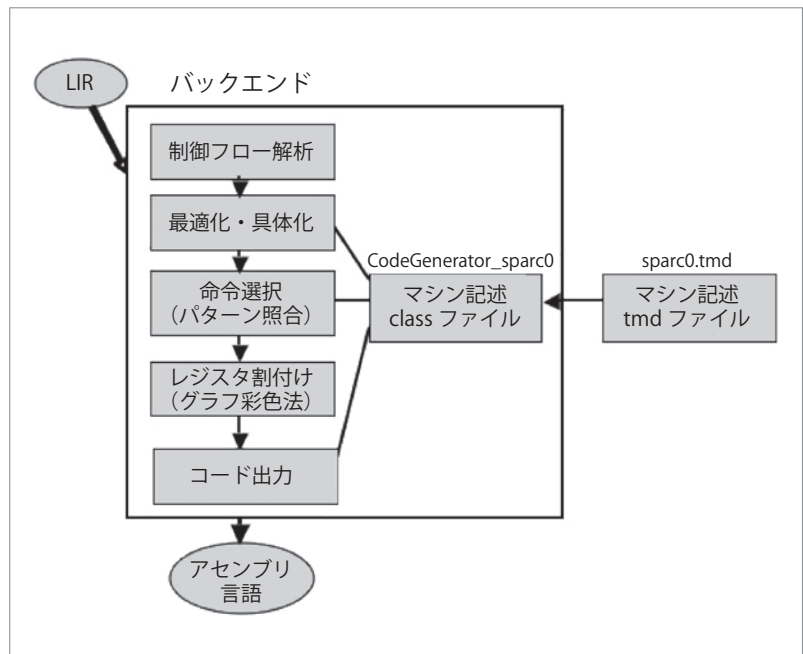 LIR
バックエンド
制御フロー解析
最適化・具体化
命令選択
（パターン照合）
レジスタ割付け
（グラフ彩色法）
コード出力
CodeGenerator_sparc0
マシン記述
class ファイル
sparc0.tmd
マシン記述
tmd ファイル
アセンブリ
言語